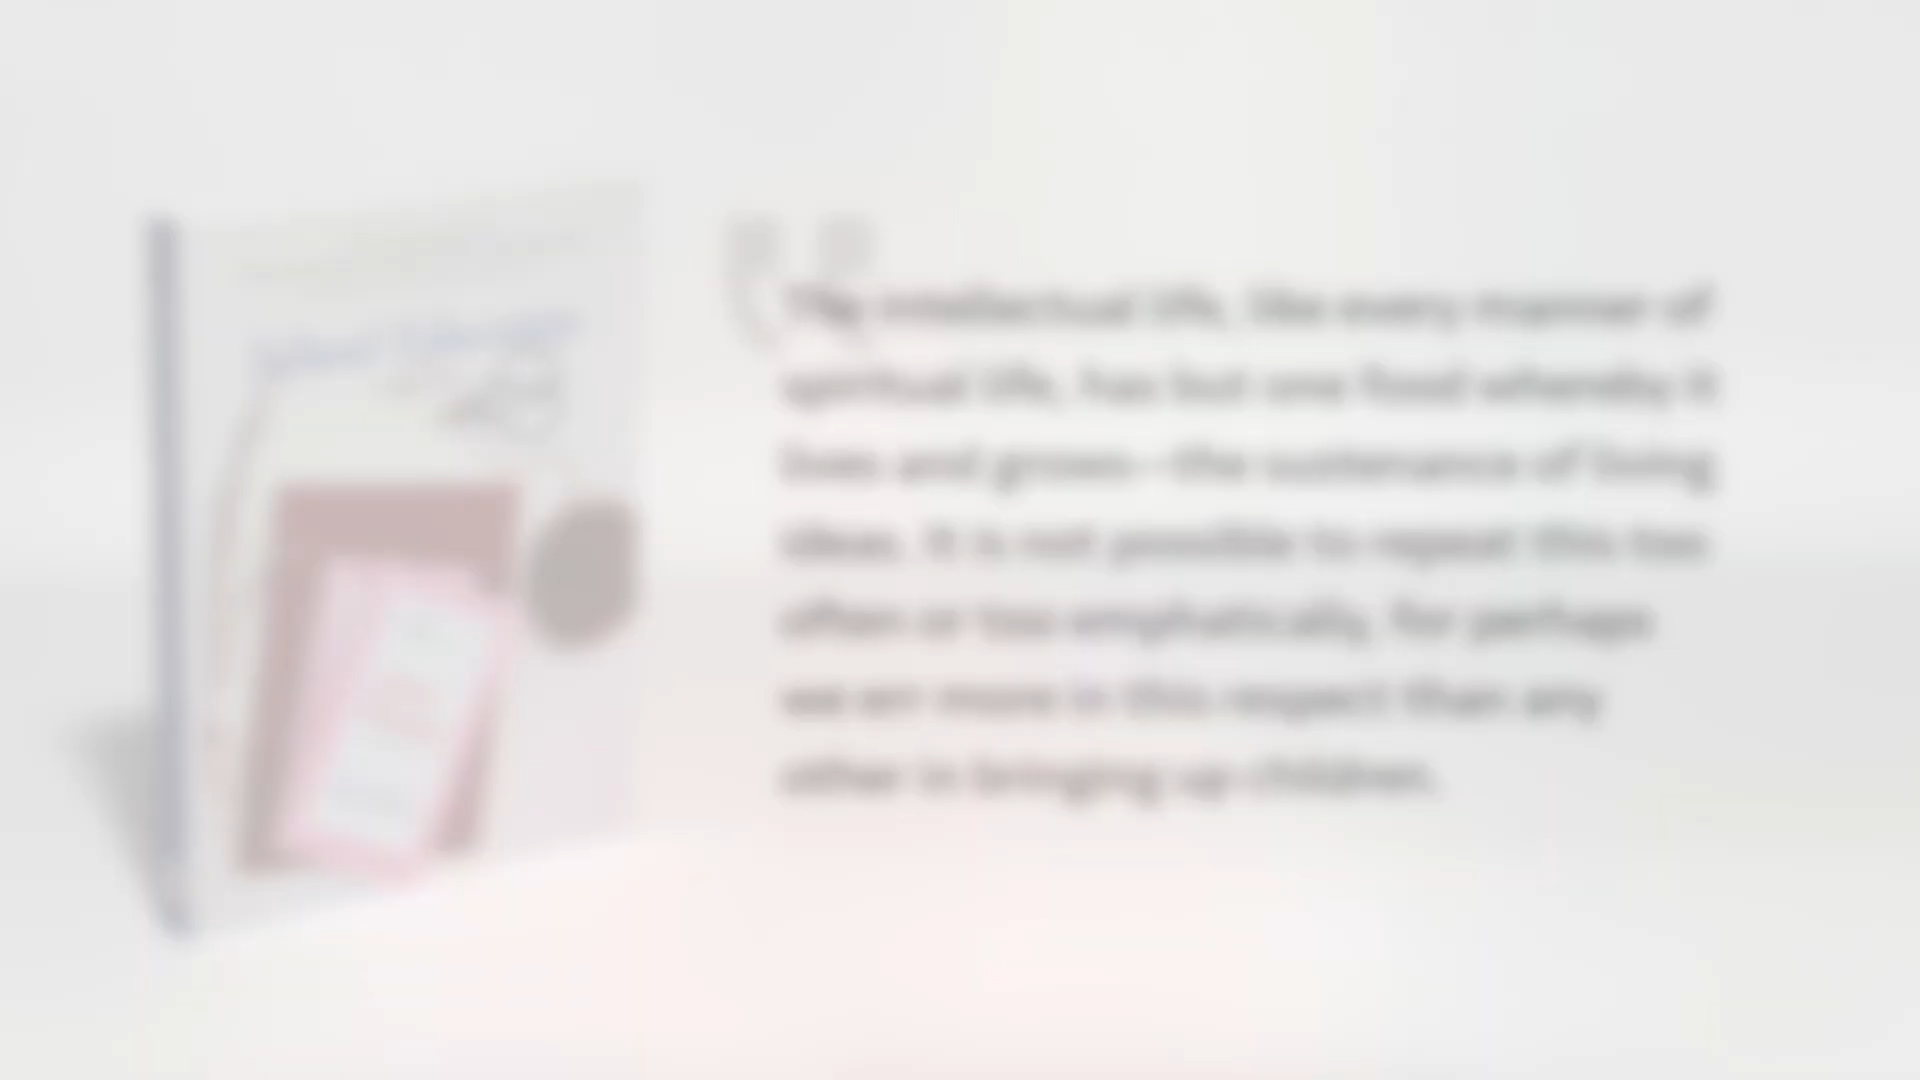 The intellectual life, like every manner of
spiritual life, has but one food whereby it
lives and grows—the sustenance of living
ideas. It is not possible to repeat this too
often or too emphatically, for perhaps
we err more in this respect than any
other in bringing up children.